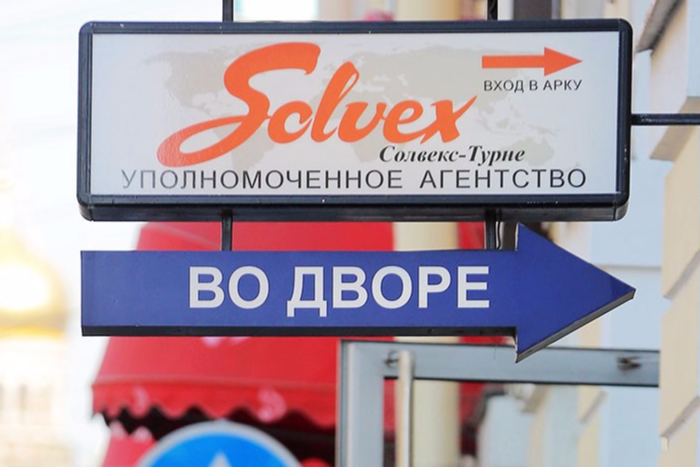 Solvex
ВХОД В АРКУ
Солвекс-Турне
УПОЛНОМОЧЕННОЕ АГЕНТСТВО
ВО ДВОРЕ